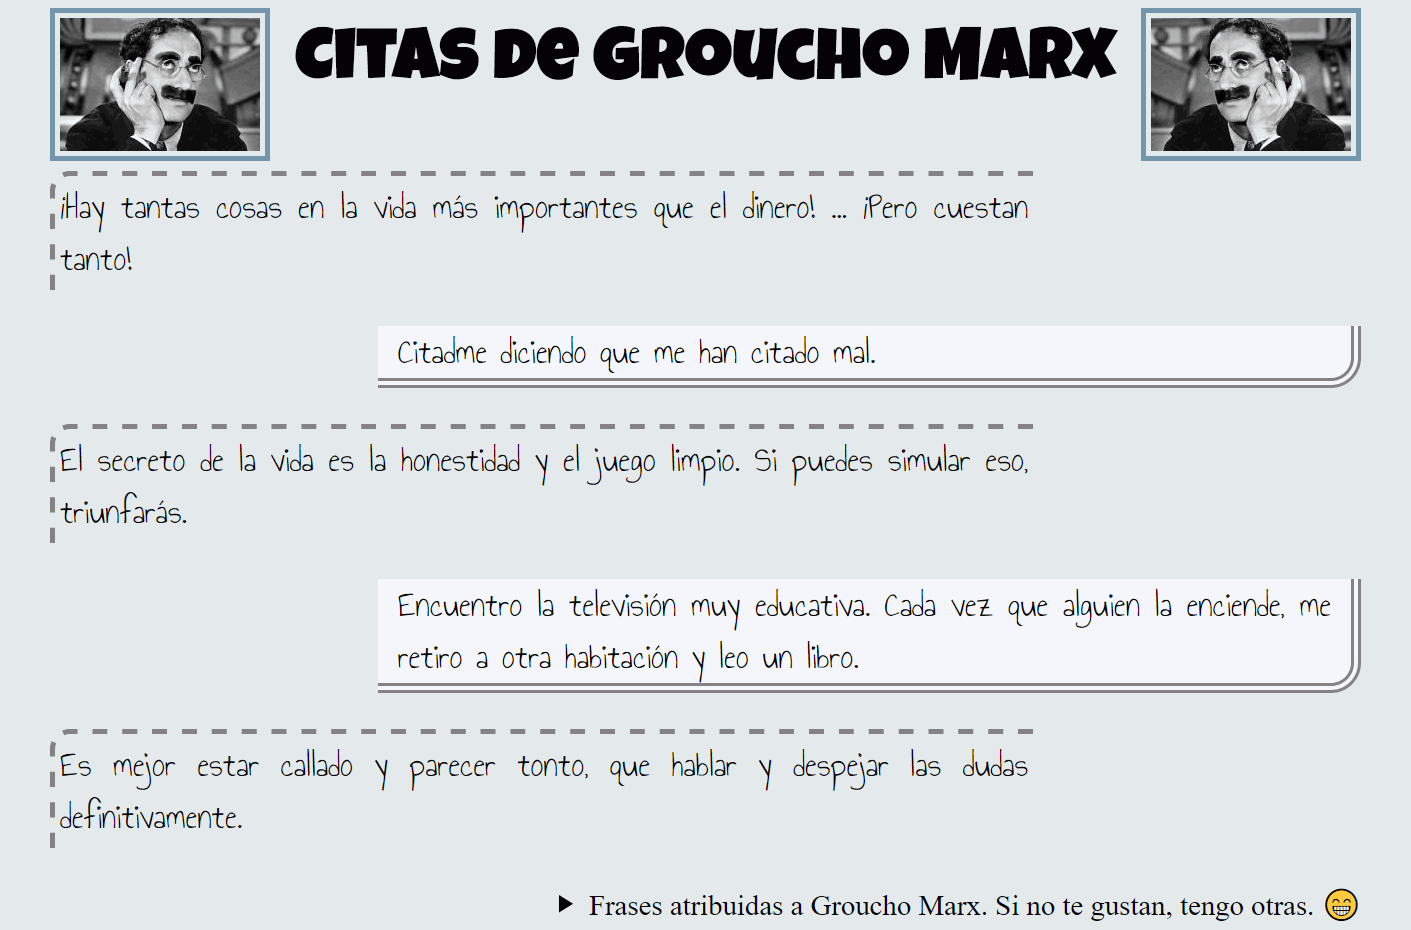 CITAS DE GROUCHO MARX
¡Hay tantas cosas en la vida más importantes que el dinero! ... ¡Pero cuestan
tanto!
Citadme diciendo que me han citado mal.
El secreto de la vida es la honestidad y el juego limpio. Si puedes simular eso,
triunfarás.
Encuentro la televisión muy educativa. Cada vez que alguien la enciende, me
retiro a otra habitación y leo un libro.
Es mejor estar callado y parecer tonto, que hablar y despejar las dudas
definitivamente.
Frases atribuidas a Groucho Marx. Si no te gustan, tengo otras. 😁